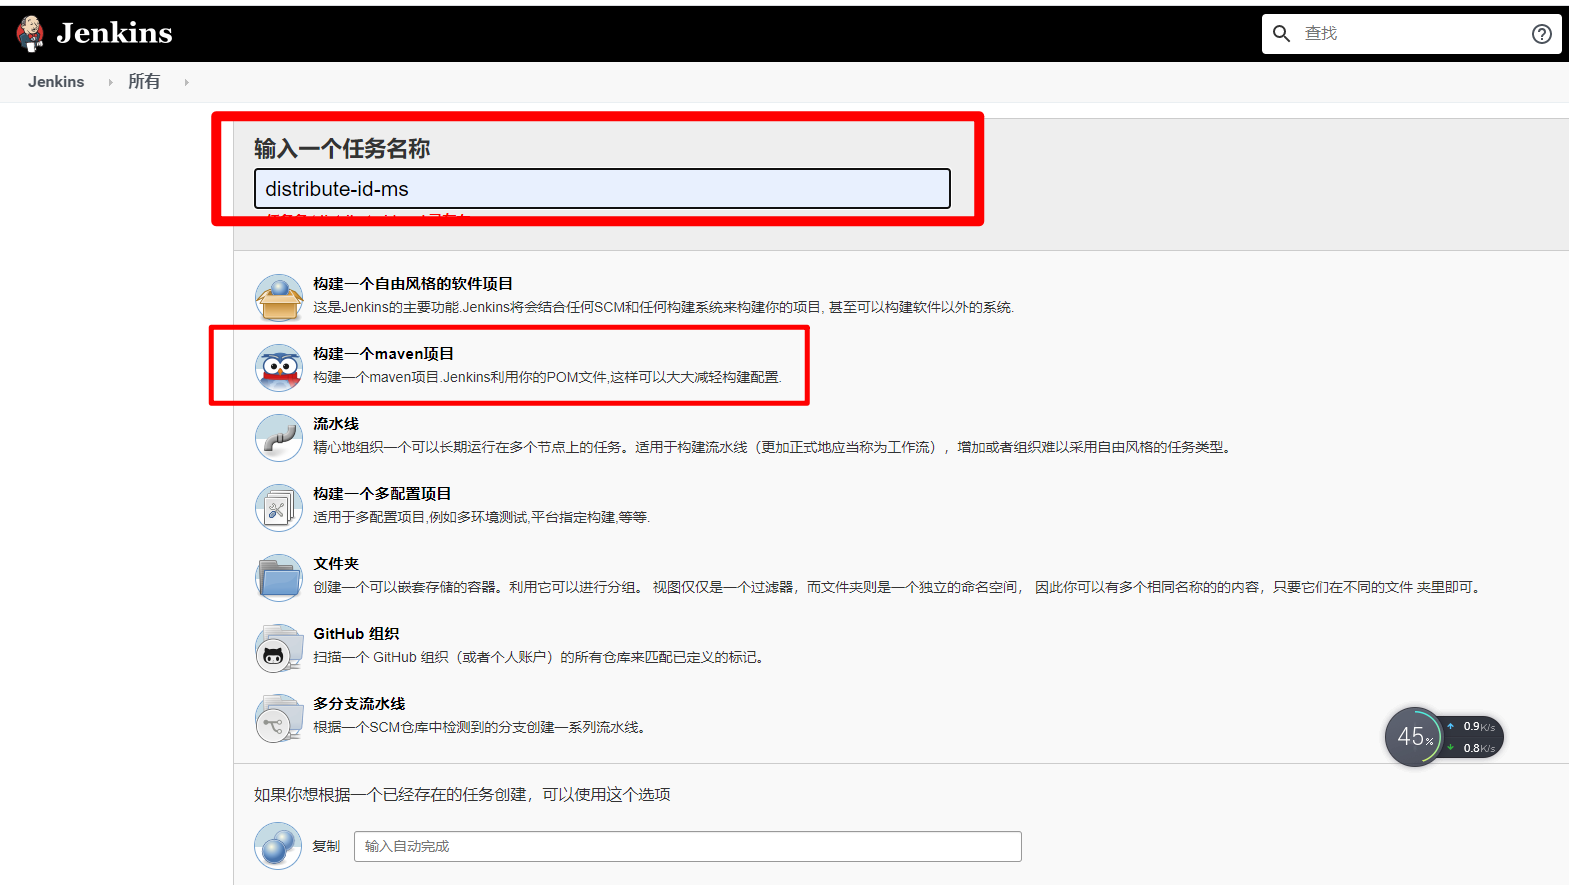 Jenkins
查找
Jenkins
所有
输入一个任务名称
distribute-id-ms
构建一个自由风格的软件项目
这是Jenkins的主要功能.Jenkins将会结合任何SCM和任何构建系统来构建你的项目, 甚至可以构建软件以外的系统.
构建一个maven项目
构建一个maven项目.Jenkins利用你的POM文件,这样可以大大减轻构建配置.
流水线
精心地组织一个可以长期运行在多个节点上的任务。适用于构建流水线（更加正式地应当称为工作流），增加或者组织难以采用自由风格的任务类型。
构建一个多配置项目
适用于多配置项目,例如多环境测试,平台指定构建,等等.
文件夹
创建一个可以嵌套存储的容器。利用它可以进行分组。 视图仅仅是一个过滤器，而文件夹则是一个独立的命名空间， 因此你可以有多个相同名称的的内容，只要它们在不同的文件 夹里即可。
GitHub 组织
扫描一个 GitHub 组织（或者个人账户）的所有仓库来匹配已定义的标记。
多分支流水线
根据一个SCM仓库中检测到的分支创建一系列流水线。
45%
0.9K/s
0.8K/s
如果你想根据一个已经存在的任务创建，可以使用这个选项
复制
输入自动完成